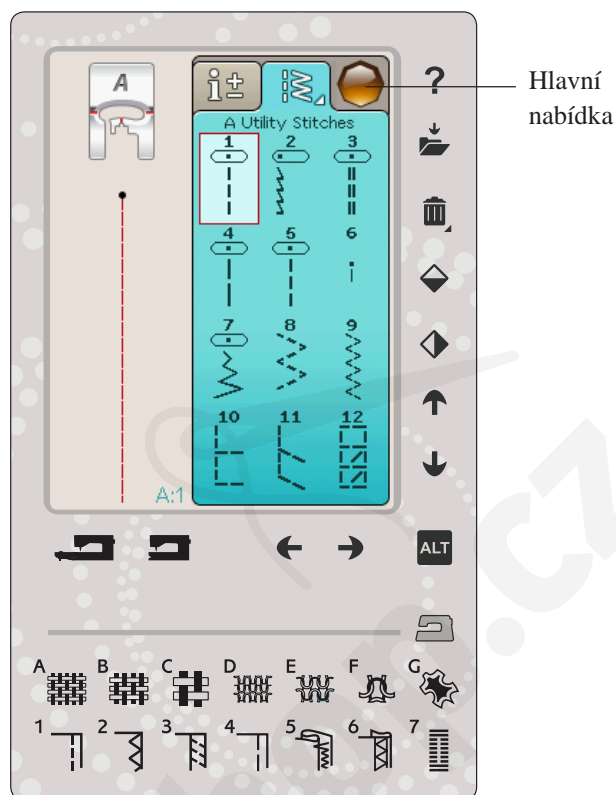 A
?
Hlavní
nabídka
A Utility Stitches
1 2 3
4 5 6
7 8 9
10 11 12
A:1
ALT
A B C D E F G
1 2 3 4 5 6 7